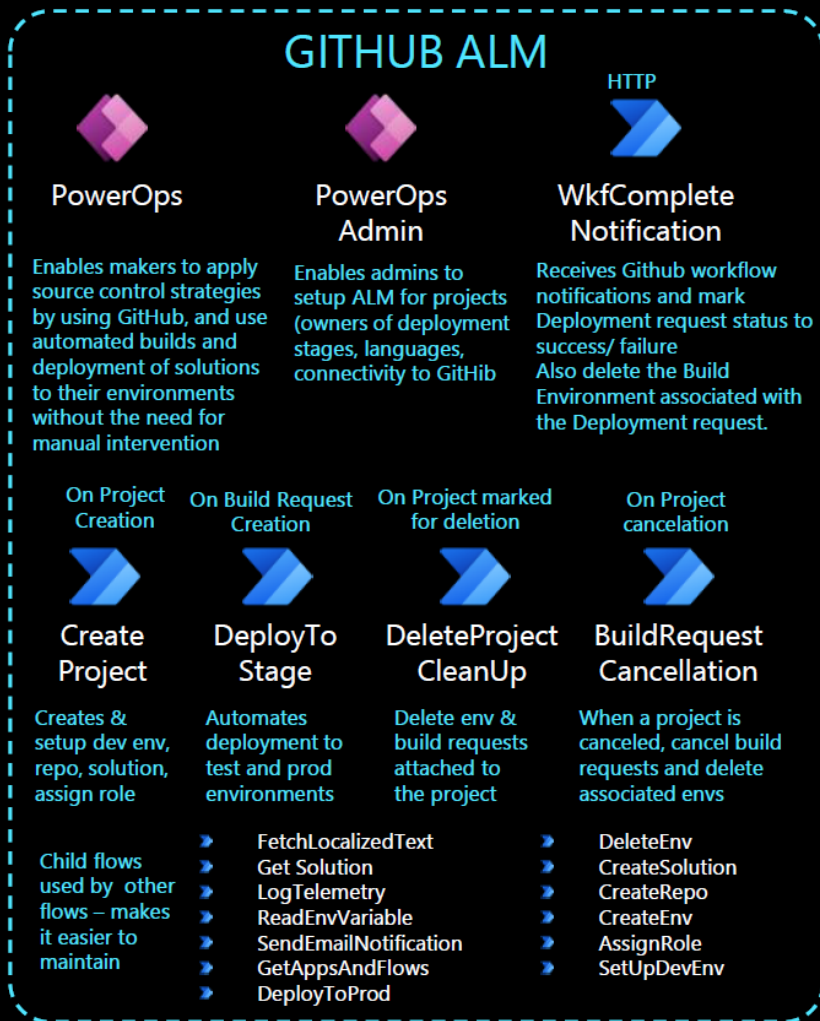 GITHUB ALM
HTTP
PowerOps
PowerOps
Admin
WkfComplete
Notification
Enables makers to apply
source control strategies
by using GitHub, and use
automated builds and
deployment of solutions
to their environments
without the need for
manual intervention
Enables admins to
setup ALM for projects
(owners of deployment
stages, languages,
connectivity to GitHib
Receives Github workflow
notifications and mark
Deployment request status to
success/ failure
Also delete the Build
Environment associated with
the Deployment request.
On Project
Creation
On Build Request
Creation
On Project marked
for deletion
On Project
cancelation
Create
Project
DeployTo
Stage
DeleteProject
CleanUp
BuildRequest
Cancellation
Creates &
setup dev env,
repo, solution,
assign role
Automates
deployment to
test and prod
environments
Delete env &
build requests
attached to
the project
When a project is
canceled, cancel build
requests and delete
associated envs
Child flows
used by other
flows – makes
it easier to
maintain
FetchLocalizedText
Get Solution
LogTelemetry
ReadEnvVariable
SendEmailNotification
GetAppsAndFlows
DeployToProd
DeleteEnv
CreateSolution
CreateRepo
CreateEnv
AssignRole
SetUpDevEnv